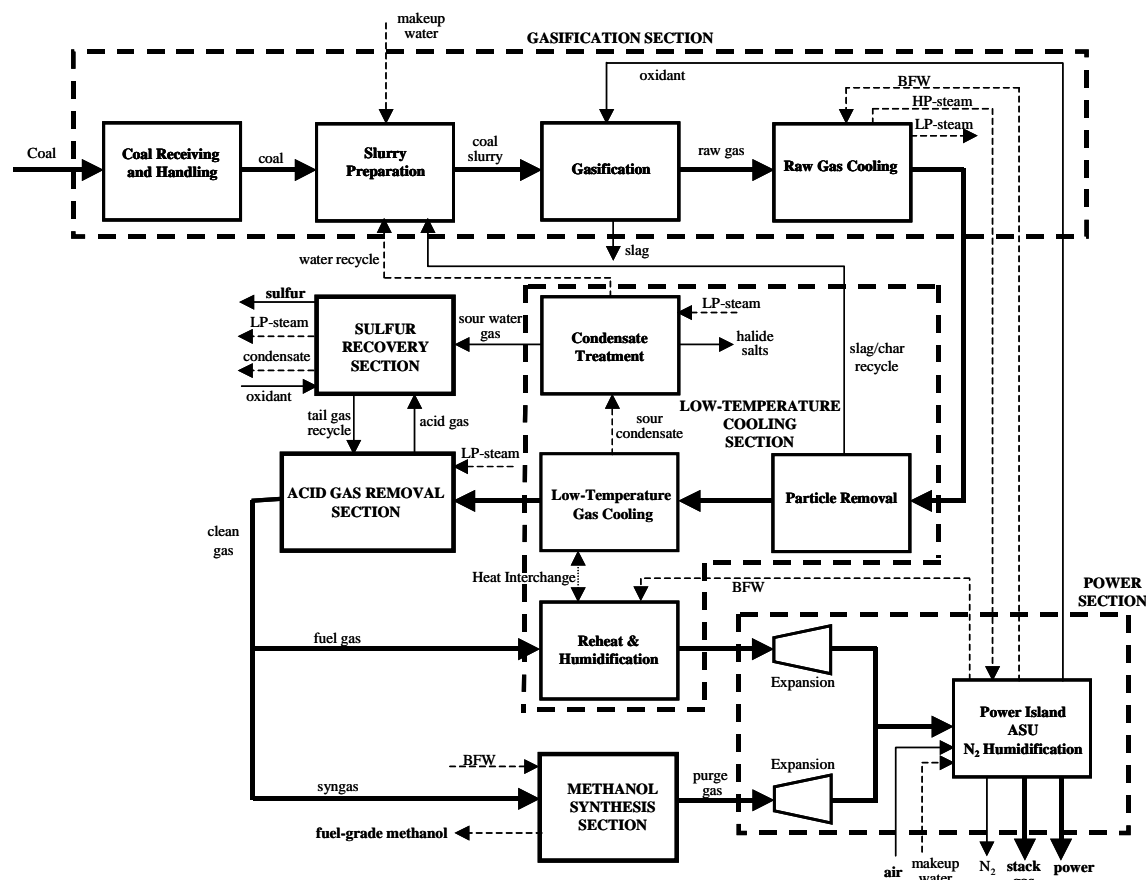 makeup
water
GASIFICATION SECTION
oxidant
BFW
HP-steam
LP-steam
Coal
Coal Receiving
and Handling
coal
Slurry
Preparation
coal
slurry
Gasification
raw gas
Raw Gas Cooling
water recycle
slag
sulfur
LP-steam
condensate
oxidant
SULFUR
RECOVERY
SECTION
sour water
gas
Condensate
Treatment
LP-steam
halide
salts
slag/char
recycle
tail gas
recycle
acid gas
sour
condensate
LOW-TEMPERATURE
COOLING
SECTION
LP-steam
ACID GAS REMOVAL
SECTION
Low-Temperature
Gas Cooling
Particle Removal
clean
gas
Heat Interchange
BFW
POWER
SECTION
fuel gas
Reheat &
Humidification
Expansion
Power Island
ASU
N2 Humidification
BFW
syngas
METHANOL
SYNTHESIS
SECTION
purge
gas
Expansion
fuel-grade methanol
air
makeup
water
N2
stack
gas
power